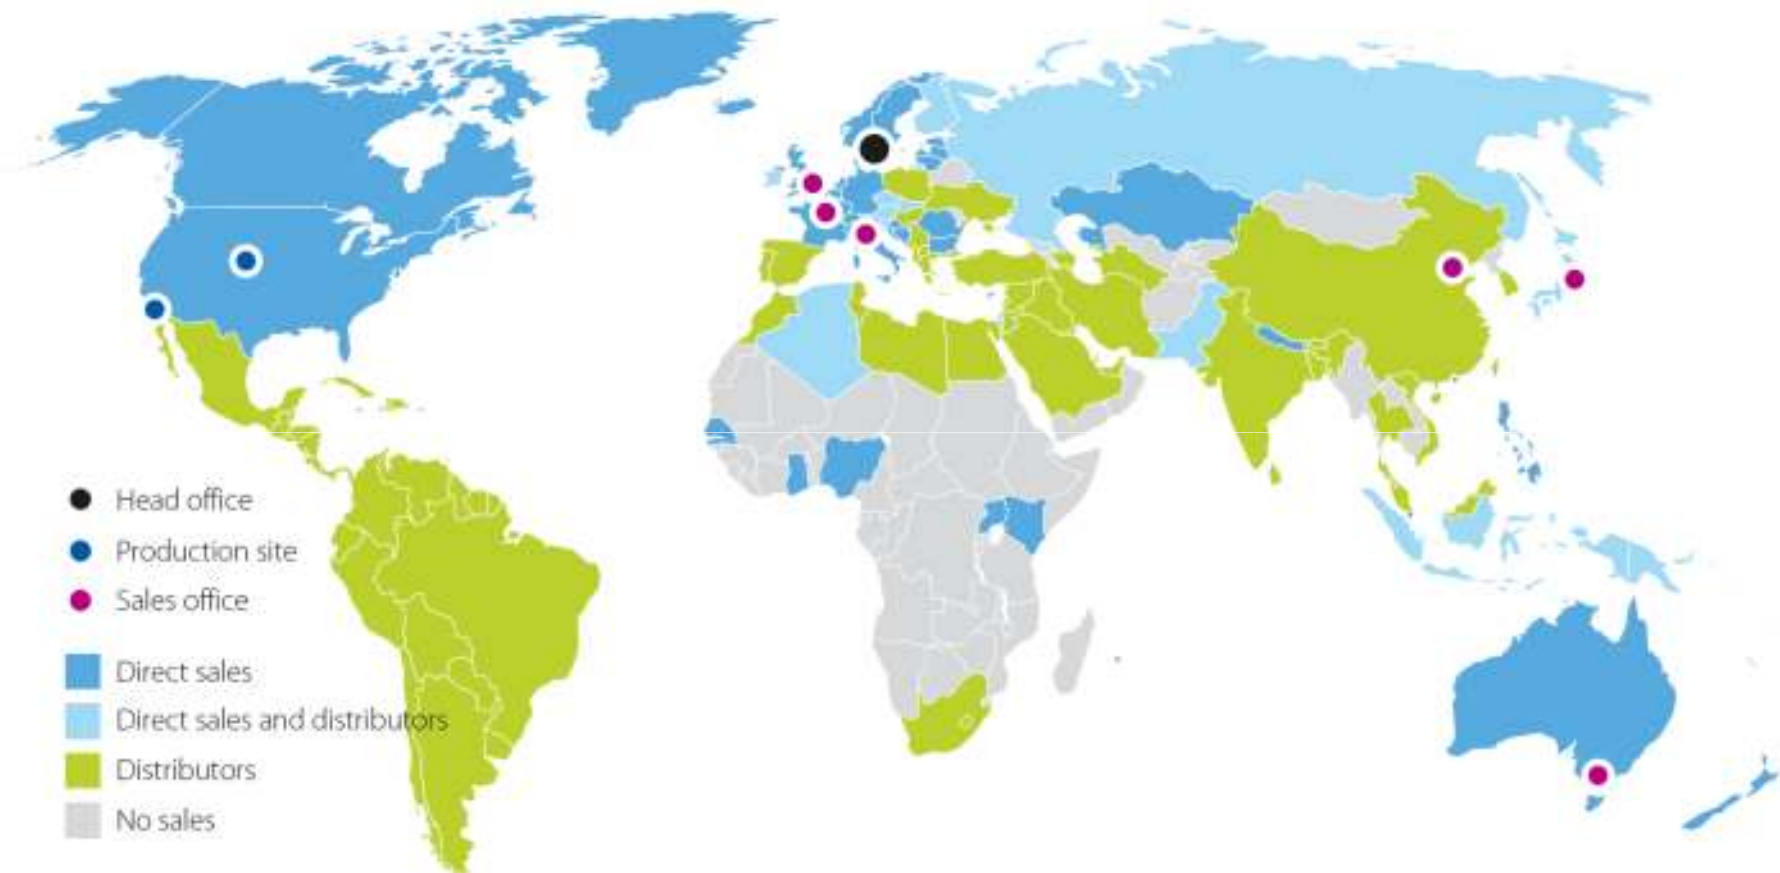 Head office
Production site
Sales office
Direct sales
Direct sales and distributors
Distributors
No sales